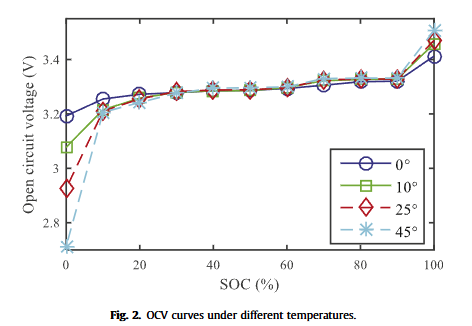 3.4
3.2
3
2.8
Open circuit voltage (V)
0°
10°
25°
45°
0 20 40 60 80 100
SOC (%)
Fig. 2. OCV curves under different temperatures.